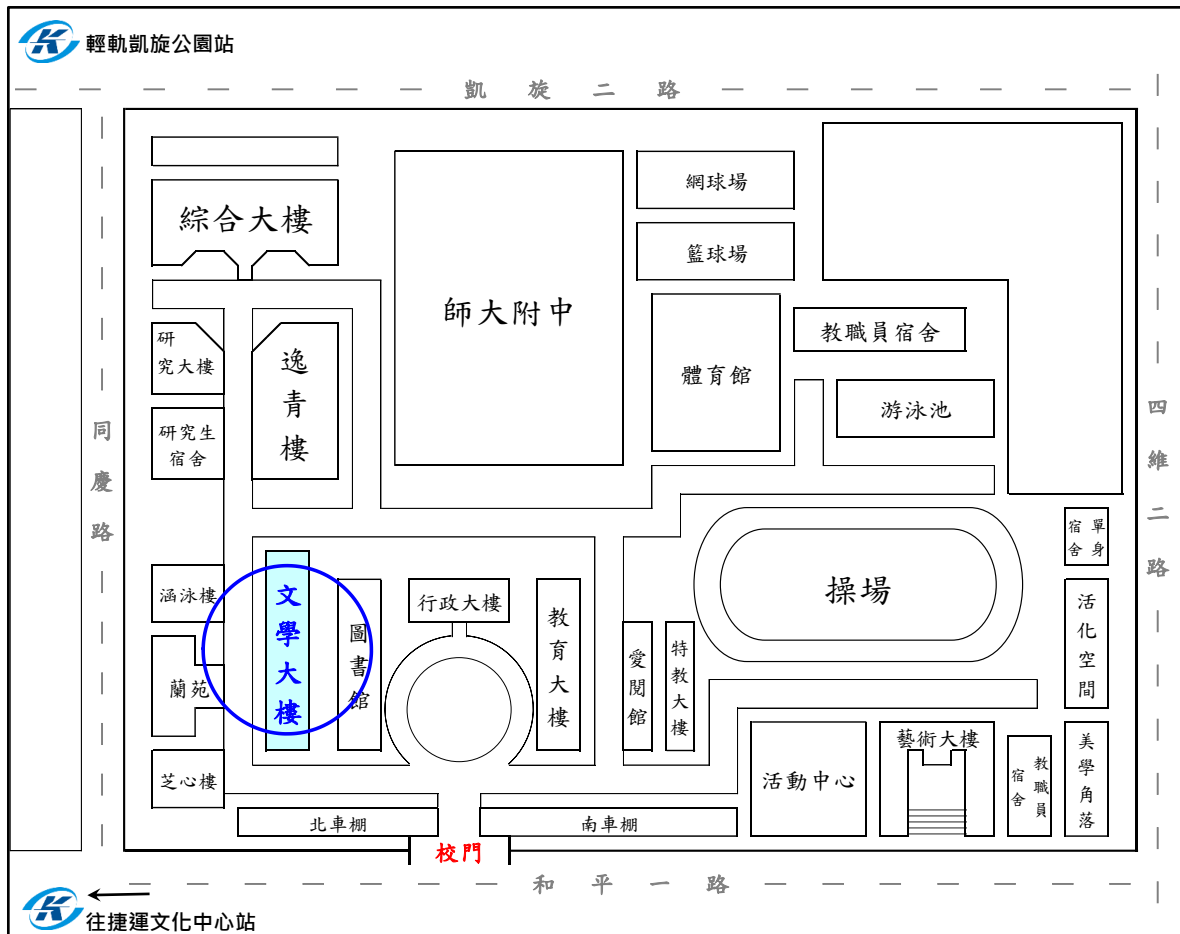 輕軌凱旋公園站
凱旋二路
網球場
綜合大樓
籃球場
師大附中
教職員宿舍
研
究大樓
逸青樓
體育館
游泳池
四維二路
同慶路
研究生
宿舍
單身
宿舍
涵泳樓
文學大樓
圖書館
行政大樓
教育大樓
愛閱館
特教大樓
操場
活化空間
蘭苑
芝心樓
活動中心
藝術大樓
教職員
宿舍
美學角落
北車棚
南車棚
校門
和平一路
往捷運文化中心站